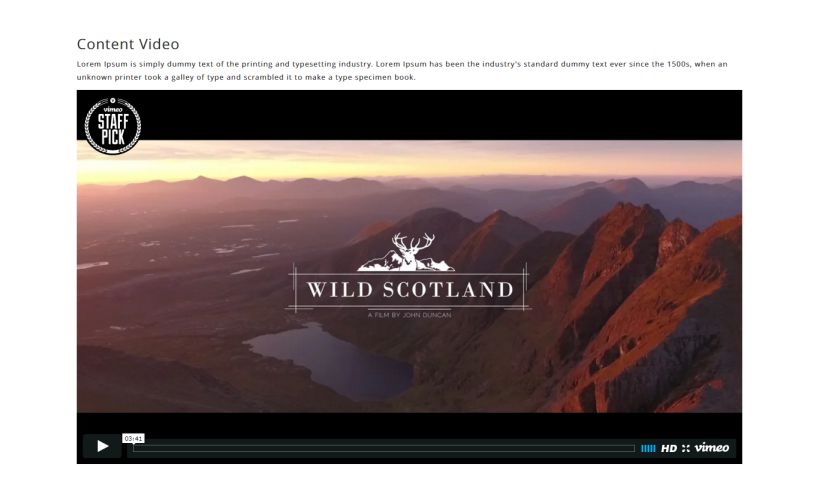 Content Video
Lorem Ipsum is simply dummy text of the printing and typesetting industry. Lorem Ipsum has been the industry's standard dummy text ever since the 1500s, when an
unknown printer took a galley of type and scrambled it to make a type specimen book.
vimeo
STAFF
PICK
WILD SCOTLAND
A FILM BY JOHN DUNCAN
03:41
HD vimeo